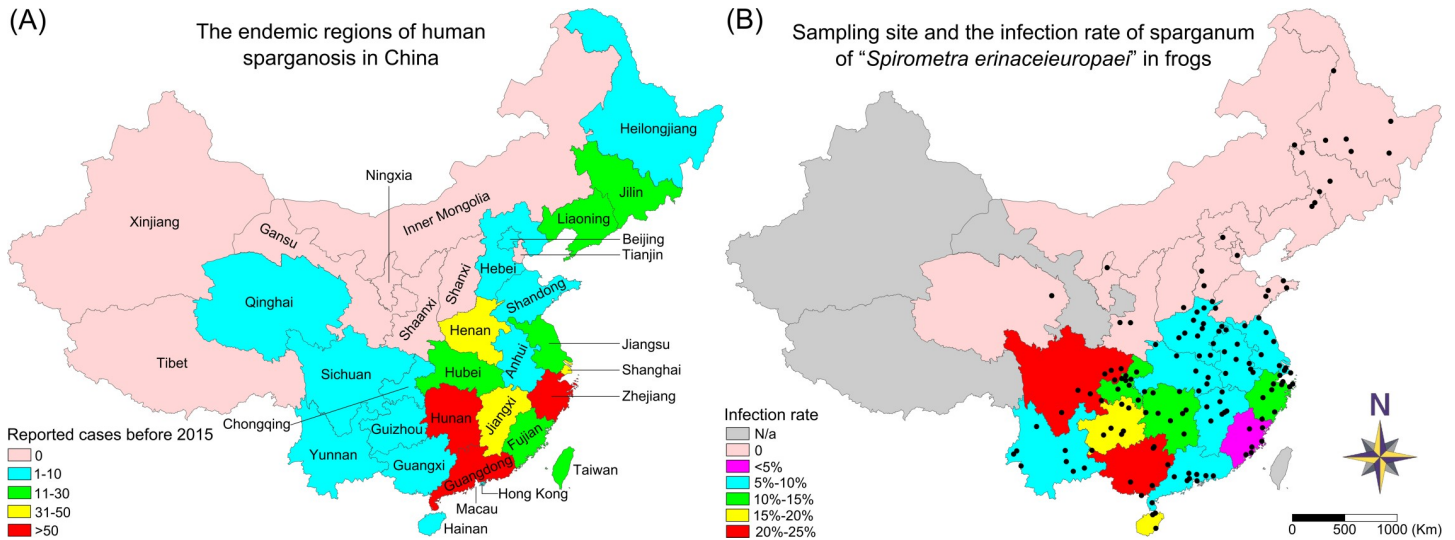 (A)
The endemic regions of human
sparganosis in China
Heilongjiang
Jilin
Ningxia
Inner Mongolia
Liaoning
Xinjiang
Gansu
Beijing
Tianjin
Hebei
Shanxi
Shaanxi
Shandong
Qinghai
Henan
Jiangsu
Tibet
Anhui
Shanghai
Sichuan
Hubei
Zhejiang
Chongqing
Hunan
Jiangxi
Guizhou
Fujian
Yunnan
Guangxi
Guangdong
Taiwan
Hong Kong
Macau
Hainan
Reported cases before 2015
0
1-10
11-30
31-50
>50
(B)
Sampling site and the infection rate of sparganum
of “Spirometra erinaceieuropaei” in frogs
Infection rate
N/a
0
<5%
5%-10%
10%-15%
15%-20%
20%-25%
N
0 500 1000 (Km)